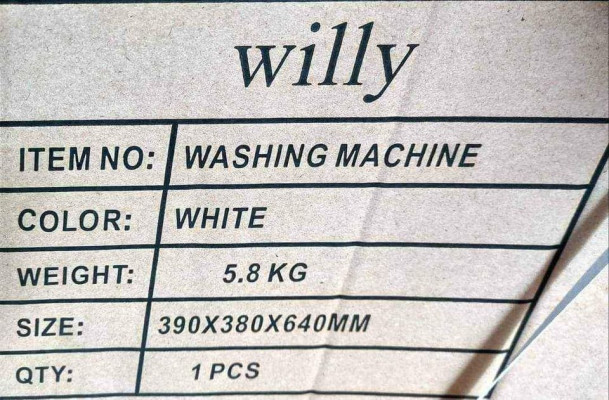 willy
ITEM NO: WASHING MACHINE
COLOR: WHITE
WEIGHT: 5.8 KG
SIZE: 390X380X640MM
QTY: 1 PCS